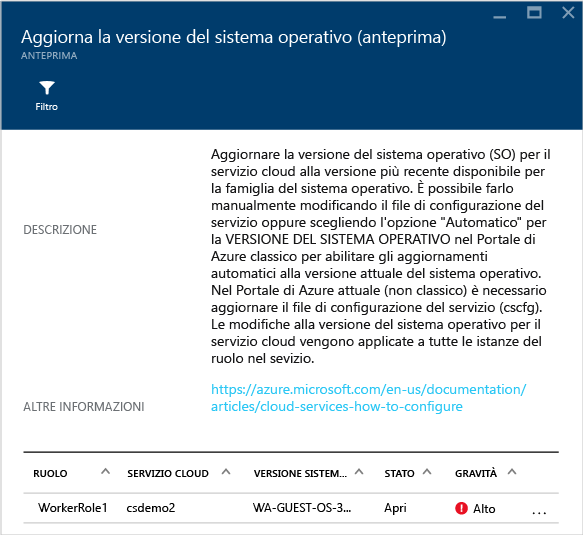 Aggiorna la versione del sistema operativo (anteprima)
ANTEPRIMA
Filtro
DESCRIZIONE
Aggiornare la versione del sistema operativo (SO) per il
servizio cloud alla versione più recente disponibile per
la famiglia del sistema operativo. È possibile farlo
manualmente modificando il file di configurazione del
servizio oppure scegliendo l'opzione "Automatico" per
la VERSIONE DEL SISTEMA OPERATIVO nel Portale di
Azure classico per abilitare gli aggiornamenti
automatici alla versione attuale del sistema operativo.
Nel Portale di Azure attuale (non classico) è necessario
aggiornare il file di configurazione del servizio (cscfg).
Le modifiche alla versione del sistema operativo per il
servizio cloud vengono applicate a tutte le istanze del
ruolo nel sevizio.
ALTRE INFORMAZIONI
https://azure.microsoft.com/en-us/documentation/
articles/cloud-services-how-to-configure
RUOLO SERVIZIO CLOUD VERSIONE SISTEM... STATO GRAVITÀ
WorkerRole1 csdemo2 WA-GUEST-OS-3... Apri Alto ...